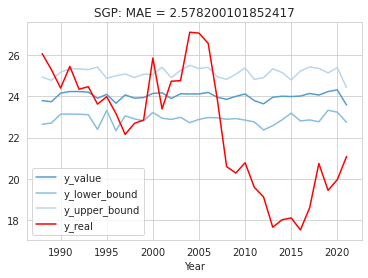 SGP: MAE = 2.578200101852417
26
24
22
20
18
y_value
y_lower_bound
y_upper_bound
y_real
1990 1995 2000 2005 2010 2015 2020
Year